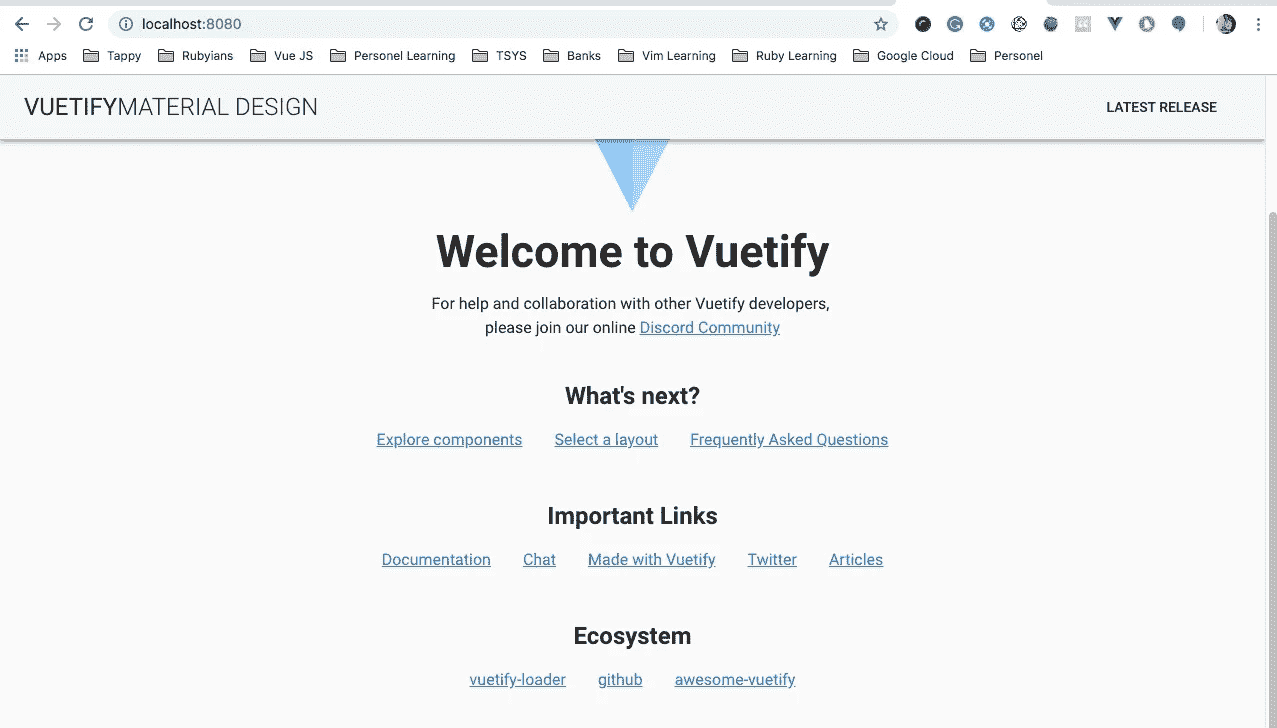 localhost:8080
Apps Tappy Rubyians Vue JS Personel Learning TSYS Banks Vim Learning Ruby Learning Google Cloud Personel
VUETIFYMATERIAL DESIGN LATEST RELEASE
Welcome to Vuetify
For help and collaboration with other Vuetify developers,
please join our online Discord Community
What's next?
Explore components Select a layout Frequently Asked Questions
Important Links
Documentation Chat Made with Vuetify Twitter Articles
Ecosystem
vuetify-loader github awesome-vuetify